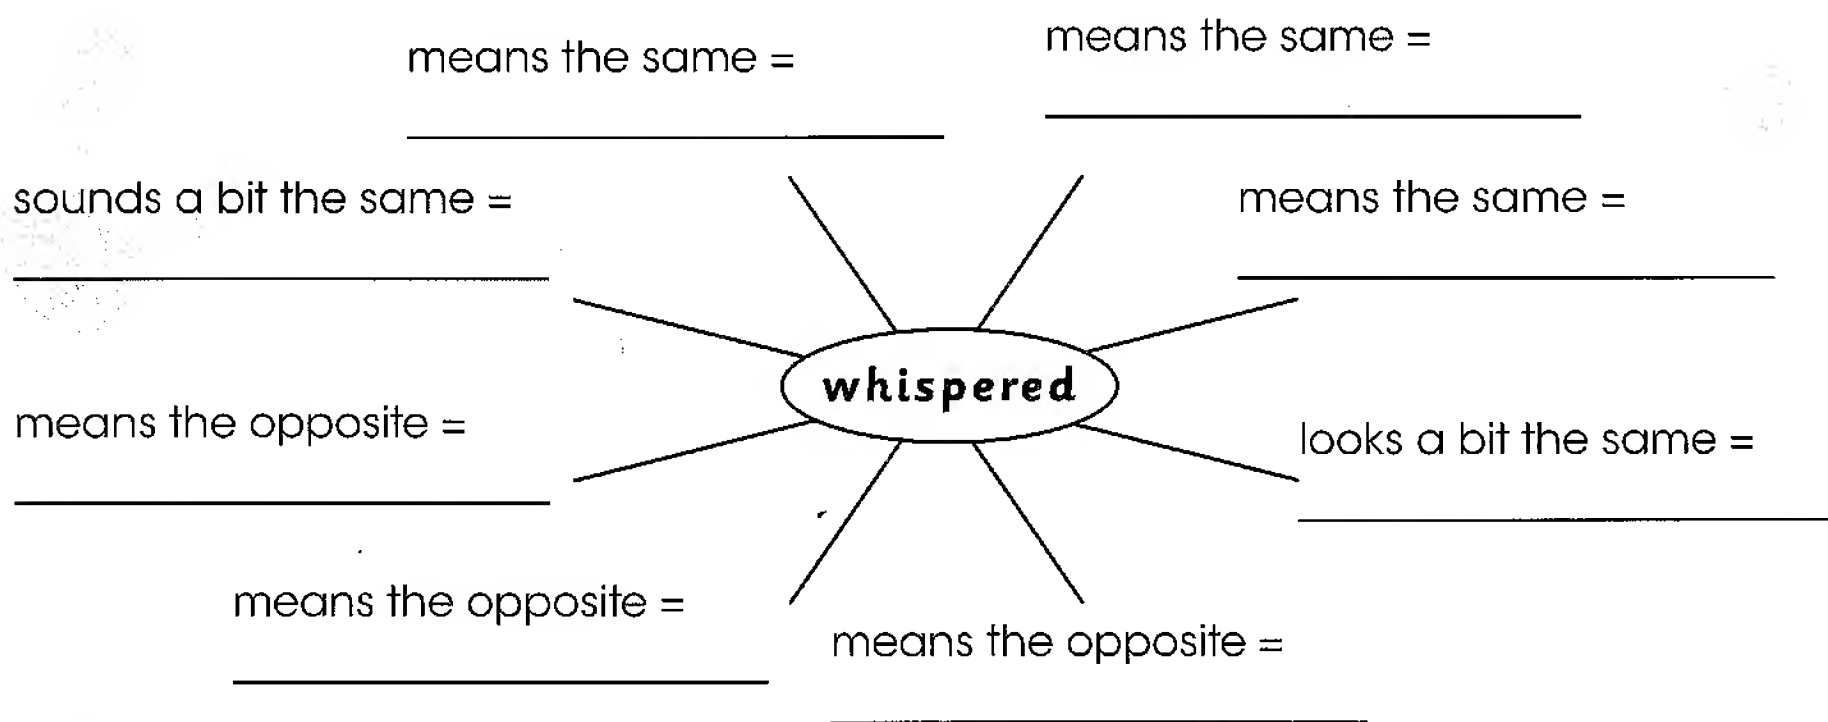 means the same =
means the same =
sounds a bit the same =
means the same =
whispered
means the opposite =
looks a bit the same =
means the opposite =
means the opposite =